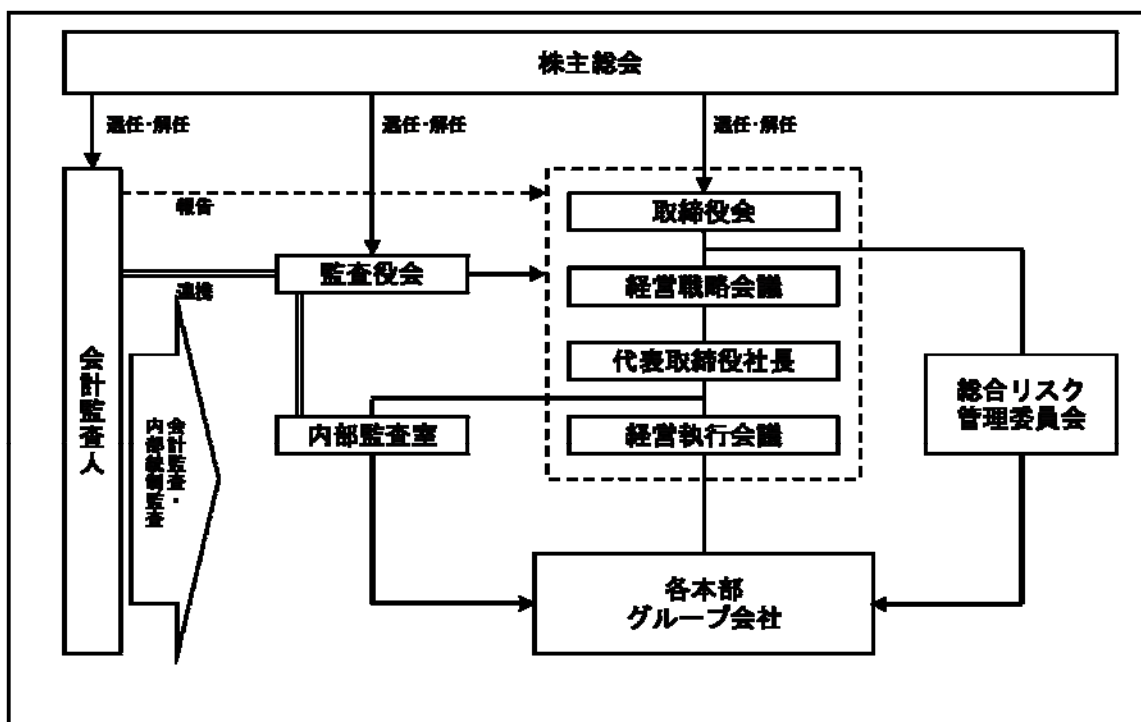 株主総会
選任・解任
選任・解任
選任・解任
報告
取締役会
監査役会
連携
経営戦略会議
代表取締役社長
会計監査人
会計監査・
内部統制監査
内部監査室
経営執行会議
総合リスク
管理委員会
各本部
グループ会社